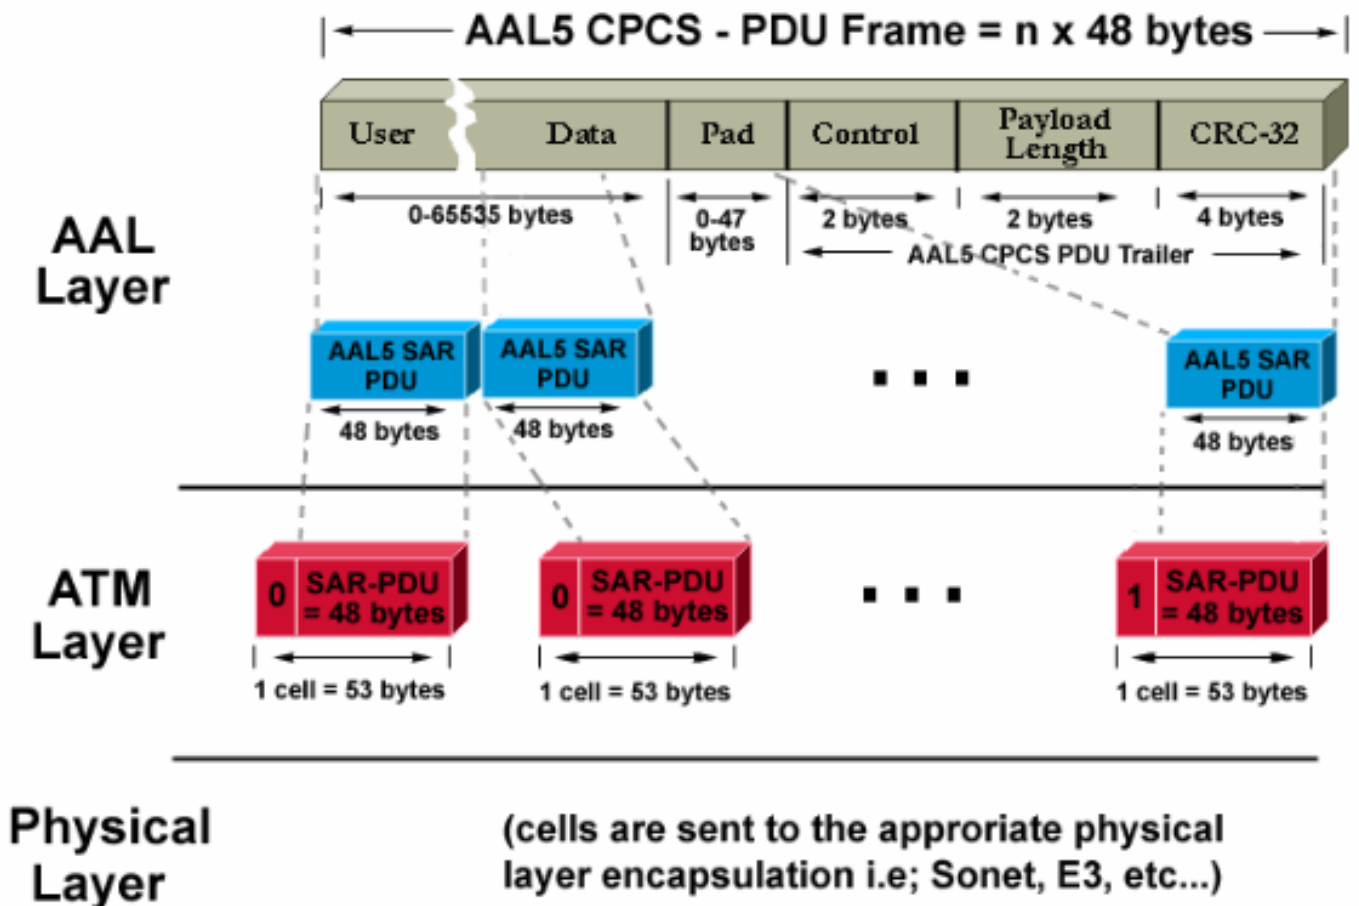 AAL5 CPCS - PDU Frame = n x 48 bytes
User Data Pad Control Payload Length CRC-32
0-65535 bytes
0-47 bytes
2 bytes
2 bytes
4 bytes
AAL5 CPCS PDU Trailer
AAL
Layer
AAL5 SAR
PDU
48 bytes
AAL5 SAR
PDU
48 bytes
. . .
AAL5 SAR
PDU
48 bytes
ATM
Layer
0 SAR-PDU
= 48 bytes
1 cell = 53 bytes
0 SAR-PDU
= 48 bytes
1 cell = 53 bytes
. . .
1 SAR-PDU
= 48 bytes
1 cell = 53 bytes
Physical
Layer
(cells are sent to the approriate physical
layer encapsulation i.e; Sonet, E3, etc...)